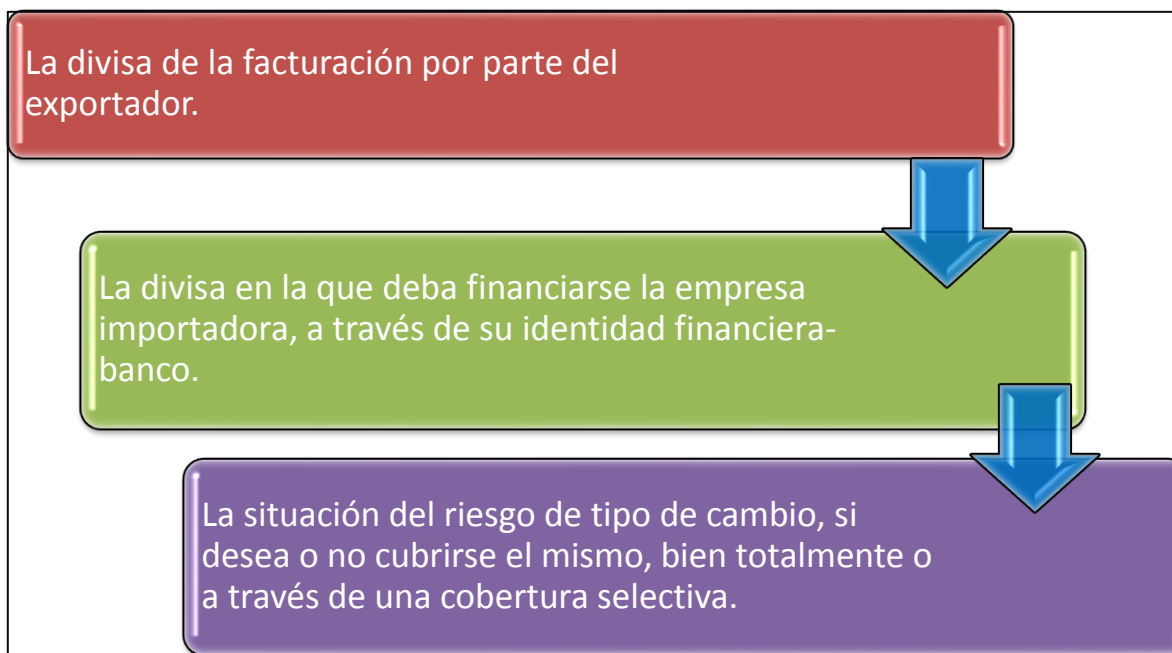 La divisa de la facturación por parte del
exportador.
La divisa en la que deba financiarse la empresa
importadora, a través de su identidad financiera-
banco.
La situación del riesgo de tipo de cambio, si
desea o no cubrirse el mismo, bien totalmente o
a través de una cobertura selectiva.